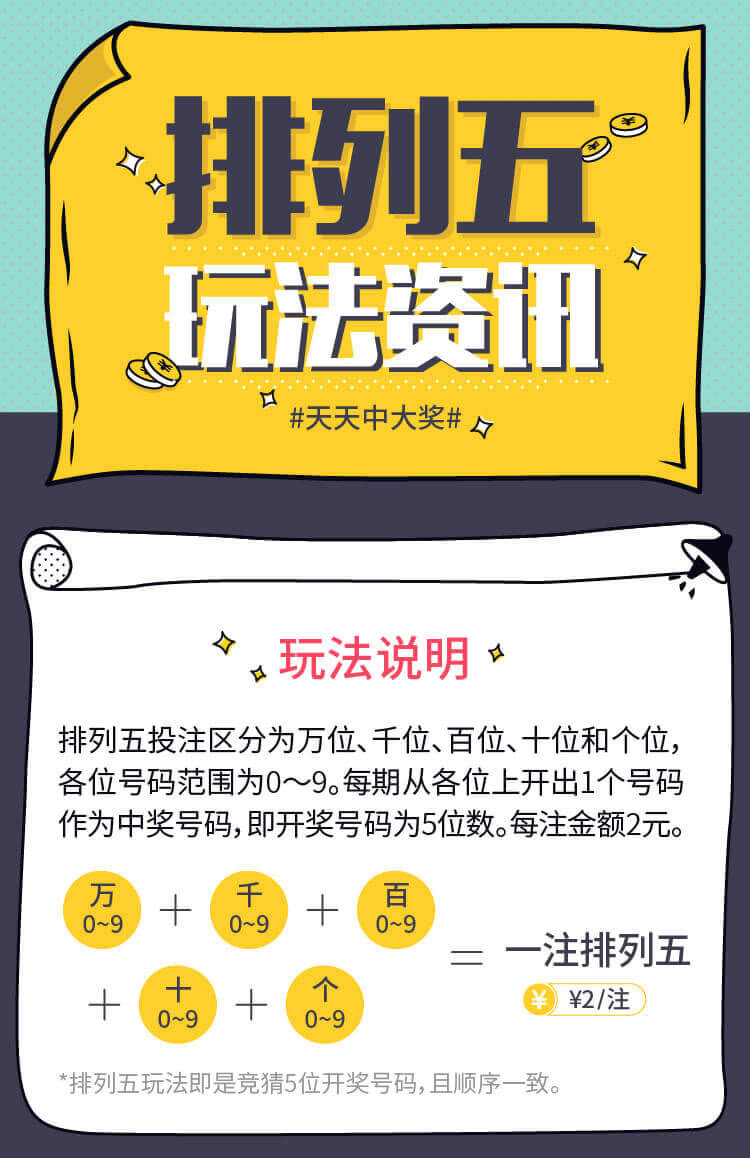 排列五
玩法资讯
#天天中大奖#
玩法说明
排列五投注区分为万位、千位、百位、十位和个位，
各位号码范围为0～9。每期从各位上开出1个号码
作为中奖号码，即开奖号码为5位数。每注金额2元。
万 千 百
0~9 + 0~9 + 0~9
= 一注排列五
¥ ¥2/注
十 个
+ 0~9 + 0~9
*排列五玩法即是竞猜5位开奖号码，且顺序一致。